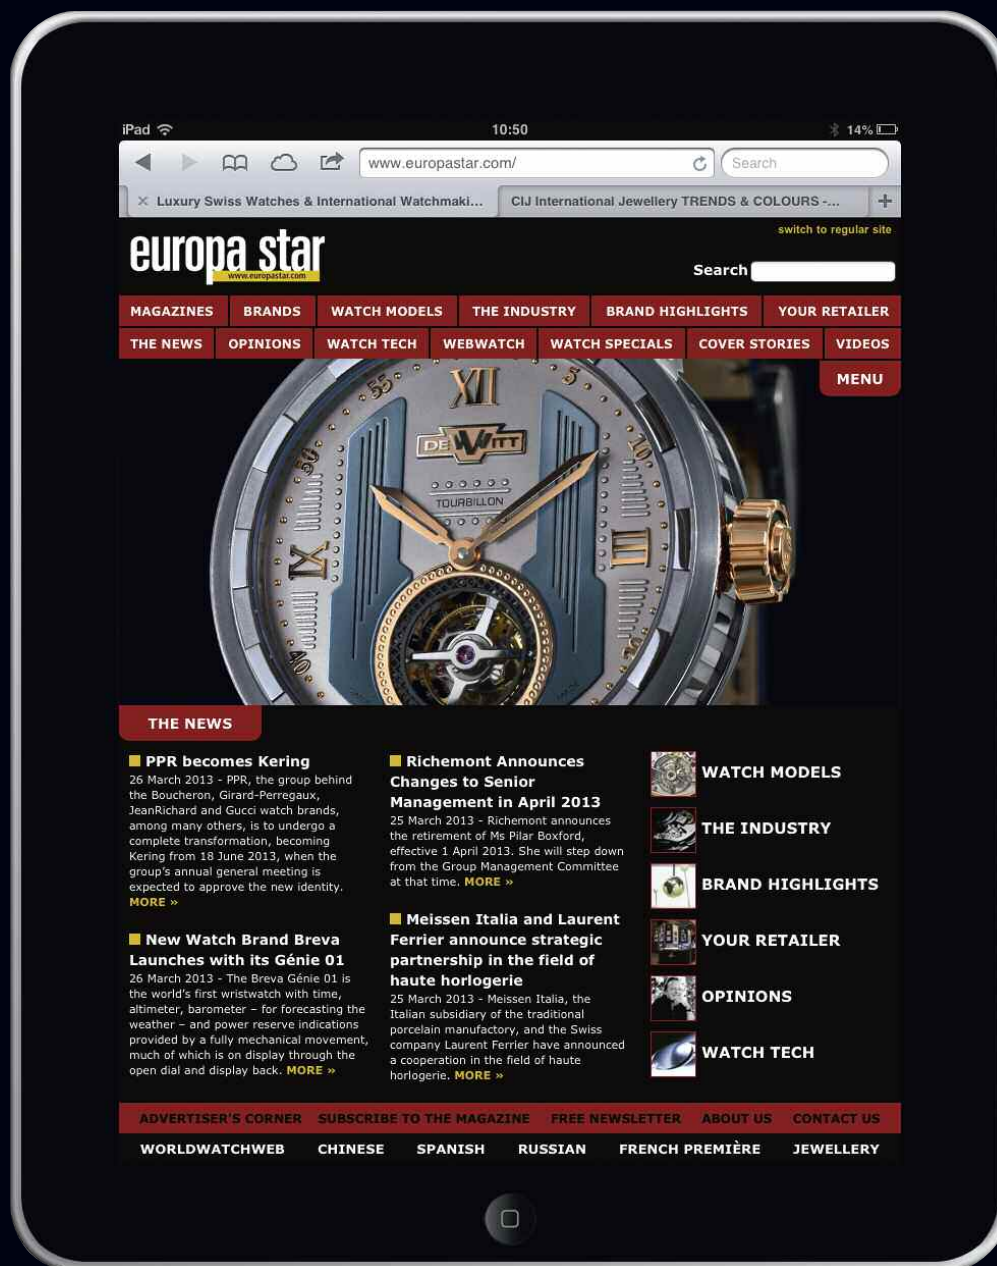 iPad
10:50
14%
www.europastar.com/
Search
Luxury Swiss Watches & International Watchmaki...
CIJ International Jewellery TRENDS & COLOURS -...
switch to regular site
europa star
www.europastar.com
Search
MAGAZINES BRANDS WATCH MODELS THE INDUSTRY BRAND HIGHLIGHTS YOUR RETAILER
THE NEWS OPINIONS WATCH TECH WEBWATCH WATCH SPECIALS COVER STORIES VIDEOS
MENU
55 XII 5
50 10
DEWITT
TOURBILLON
IX III
40 20
THE NEWS
PPR becomes Kering
26 March 2013 - PPR, the group behind
the Boucheron, Girard-Perregaux,
JeanRichard and Gucci watch brands,
among many others, is to undergo a
complete transformation, becoming
Kering from 18 June 2013, when the
group's annual general meeting is
expected to approve the new identity.
MORE »
New Watch Brand Breva
Launches with its Génie 01
26 March 2013 - The Breva Génie 01 is
the world's first wristwatch with time,
altimeter, barometer – for forecasting the
weather – and power reserve indications
provided by a fully mechanical movement,
much of which is on display through the
open dial and display back. MORE »
Richemont Announces
Changes to Senior
Management in April 2013
25 March 2013 - Richemont announces
the retirement of Ms Pilar Boxford,
effective 1 April 2013. She will step down
from the Group Management Committee
at that time. MORE »
Meissen Italia and Laurent
Ferrier announce strategic
partnership in the field of
haute horlogerie
25 March 2013 - Meissen Italia, the
Italian subsidiary of the traditional
porcelain manufactory, and the Swiss
company Laurent Ferrier have announced
a cooperation in the field of haute
horlogerie. MORE »
WATCH MODELS
THE INDUSTRY
BRAND HIGHLIGHTS
YOUR RETAILER
OPINIONS
WATCH TECH
ADVERTISER'S CORNER SUBSCRIBE TO THE MAGAZINE FREE NEWSLETTER ABOUT US CONTACT US
WORLDWATCHWEB CHINESE SPANISH RUSSIAN FRENCH PREMIÈRE JEWELLERY